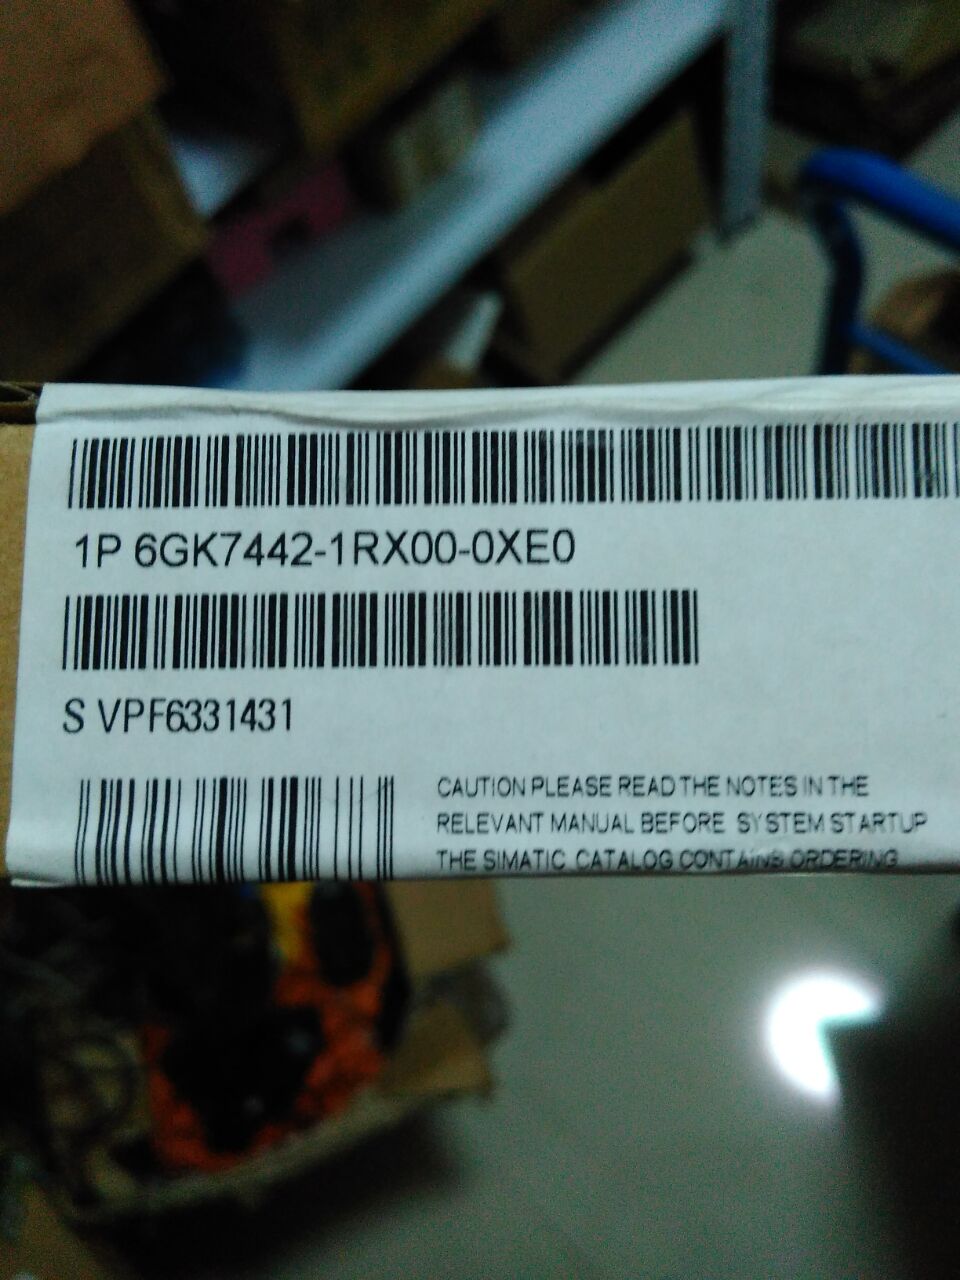 1P 6GK7442-1RX00-0XE0
S VPF6331431
CAUTION PLEASE READ THE NOTES IN THE
RELEVANT MANUAL BEFORE SYSTEM STARTUP
THE SIMATIC CATALOG CONTAINS ORDERING